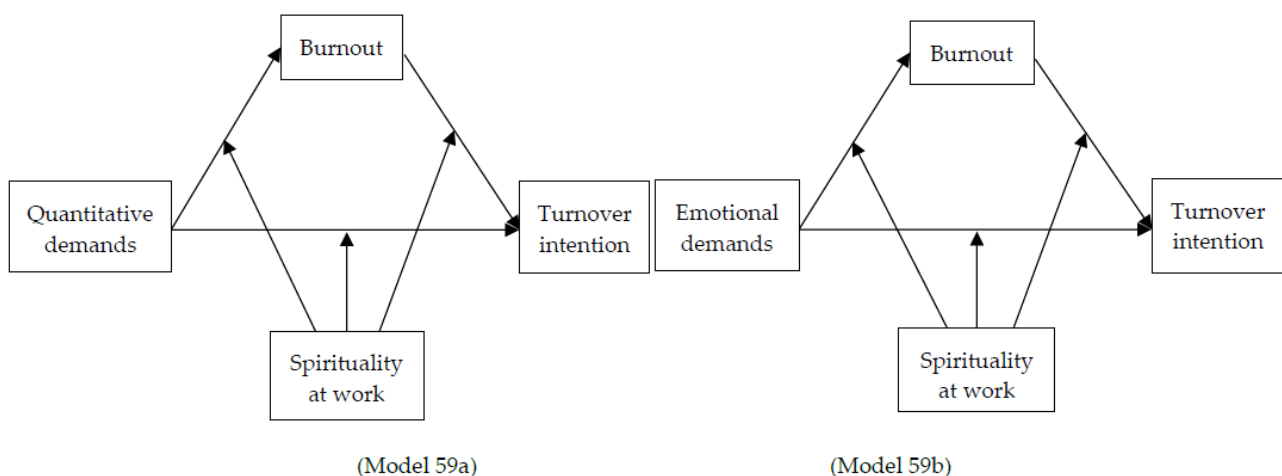 Burnout
Quantitative
demands
Turnover
intention
Spirituality
at work
(Model 59a)
Burnout
Emotional
demands
Turnover
intention
Spirituality
at work
(Model 59b)